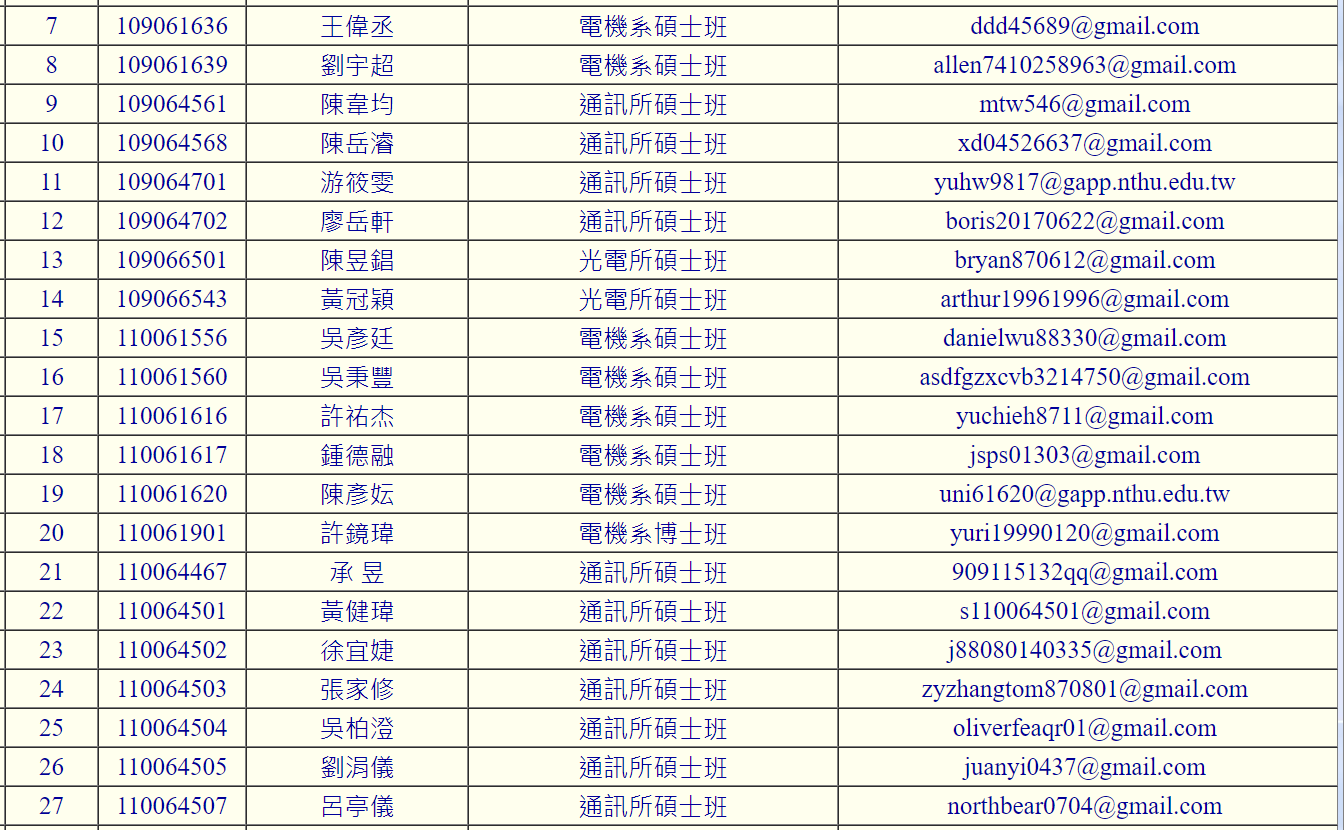 7 109061636 王偉丞 電機系碩士班 ddd45689@gmail.com
8 109061639 劉宇超 電機系碩士班 allen7410258963@gmail.com
9 109064561 陳韋均 通訊所碩士班 mtw546@gmail.com
10 109064568 陳岳濬 通訊所碩士班 xd04526637@gmail.com
11 109064701 游筱雯 通訊所碩士班 yuhw9817@gapp.nthu.edu.tw
12 109064702 廖岳軒 通訊所碩士班 boris20170622@gmail.com
13 109066501 陳昱錩 光電所碩士班 bryan870612@gmail.com
14 109066543 黃冠穎 光電所碩士班 arthur19961996@gmail.com
15 110061556 吳彥廷 電機系碩士班 danielwu88330@gmail.com
16 110061560 吳秉豐 電機系碩士班 asdfgzxcvb3214750@gmail.com
17 110061616 許祐杰 電機系碩士班 yuchieh8711@gmail.com
18 110061617 鍾德融 電機系碩士班 jsps01303@gmail.com
19 110061620 陳彥妘 電機系碩士班 uni61620@gapp.nthu.edu.tw
20 110061901 許鏡瑋 電機系博士班 yuri19990120@gmail.com
21 110064467 承 昱 通訊所碩士班 909115132qq@gmail.com
22 110064501 黃健瑋 通訊所碩士班 s110064501@gmail.com
23 110064502 徐宜婕 通訊所碩士班 j88080140335@gmail.com
24 110064503 張家修 通訊所碩士班 zyzhangtom870801@gmail.com
25 110064504 吳柏澄 通訊所碩士班 oliverfeaqr01@gmail.com
26 110064505 劉涓儀 通訊所碩士班 juanyi0437@gmail.com
27 110064507 呂亭儀 通訊所碩士班 northbear0704@gmail.com